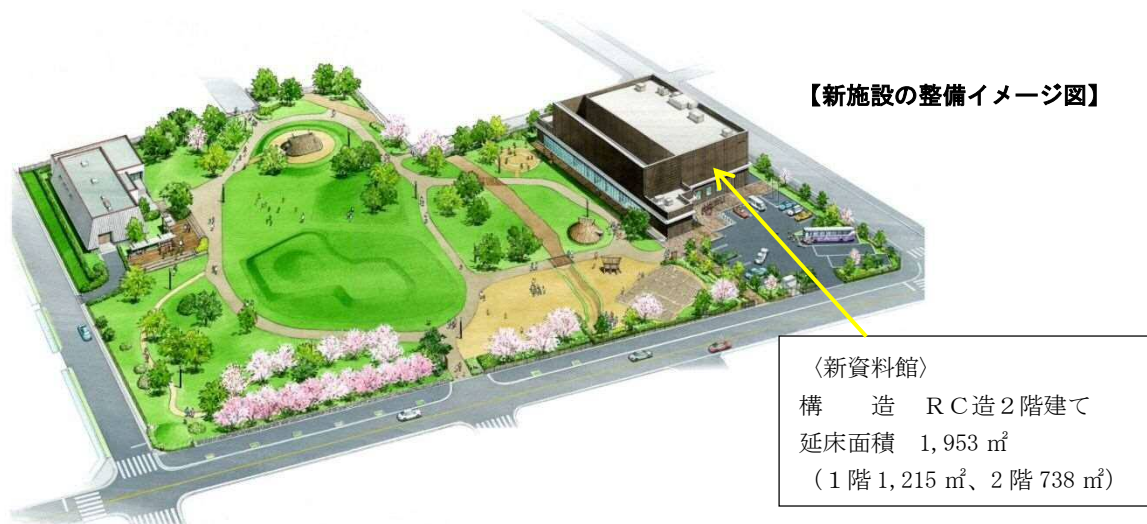 【新施設の整備イメージ図】
〈新資料館〉
構　　造　ＲＣ造２階建て
延床面積　1,953 ㎡
（１階 1,215 ㎡、２階 738 ㎡）